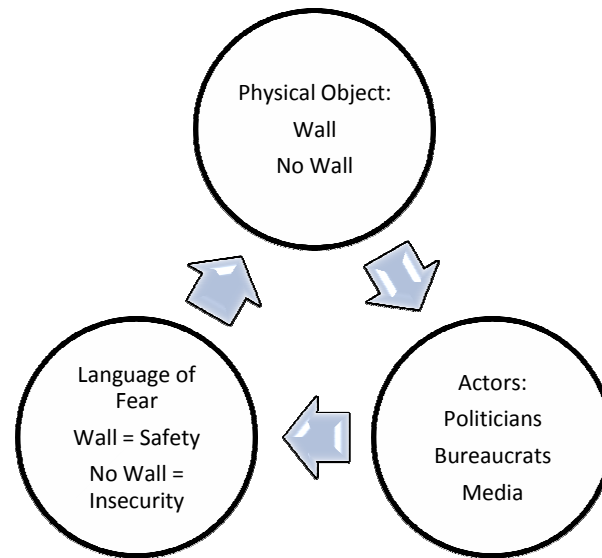 Physical Object:
Wall
No Wall
Language of
Fear
Wall = Safety
No Wall =
Insecurity
Actors:
Politicians
Bureaucrats
Media